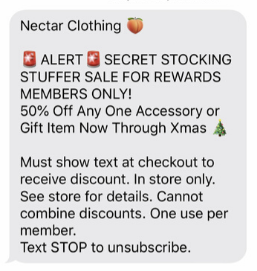 Nectar Clothing 🍑
🚨 ALERT 🚨 SECRET STOCKING
STUFFER SALE FOR REWARDS
MEMBERS ONLY!
50% Off Any One Accessory or
Gift Item Now Through Xmas 🎄
Must show text at checkout to
receive discount. In store only.
See store for details. Cannot
combine discounts. One use per
member.
Text STOP to unsubscribe.